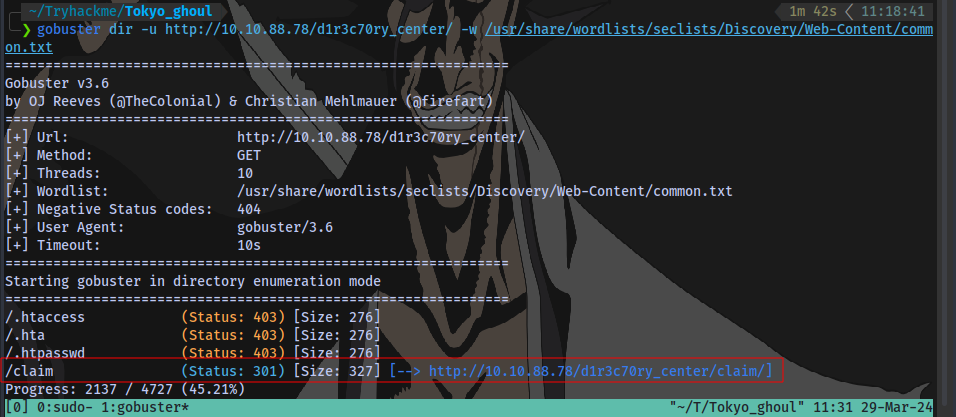 ~/Tryhackme/Tokyo_ghoul 1m 42s 11:18:41
❯ gobuster dir -u http://10.10.88.78/d1r3c70ry_center/ -w /usr/share/wordlists/seclists/Discovery/Web-Content/comm
on.txt
===============================================================
Gobuster v3.6
by OJ Reeves (@TheColonial) & Christian Mehlmauer (@firefart)
===============================================================
[+] Url:                     http://10.10.88.78/d1r3c70ry_center/
[+] Method:                  GET
[+] Threads:                 10
[+] Wordlist:                /usr/share/wordlists/seclists/Discovery/Web-Content/common.txt
[+] Negative Status codes:   404
[+] User Agent:              gobuster/3.6
[+] Timeout:                 10s
===============================================================
Starting gobuster in directory enumeration mode
===============================================================
/.htaccess            (Status: 403) [Size: 276]
/.hta                 (Status: 403) [Size: 276]
/.htpasswd            (Status: 403) [Size: 276]
/claim                (Status: 301) [Size: 327] [--> http://10.10.88.78/d1r3c70ry_center/claim/]
Progress: 2137 / 4727 (45.21%)
[0] 0:sudo- 1:gobuster* "~/T/Tokyo_ghoul" 11:31 29-Mar-24